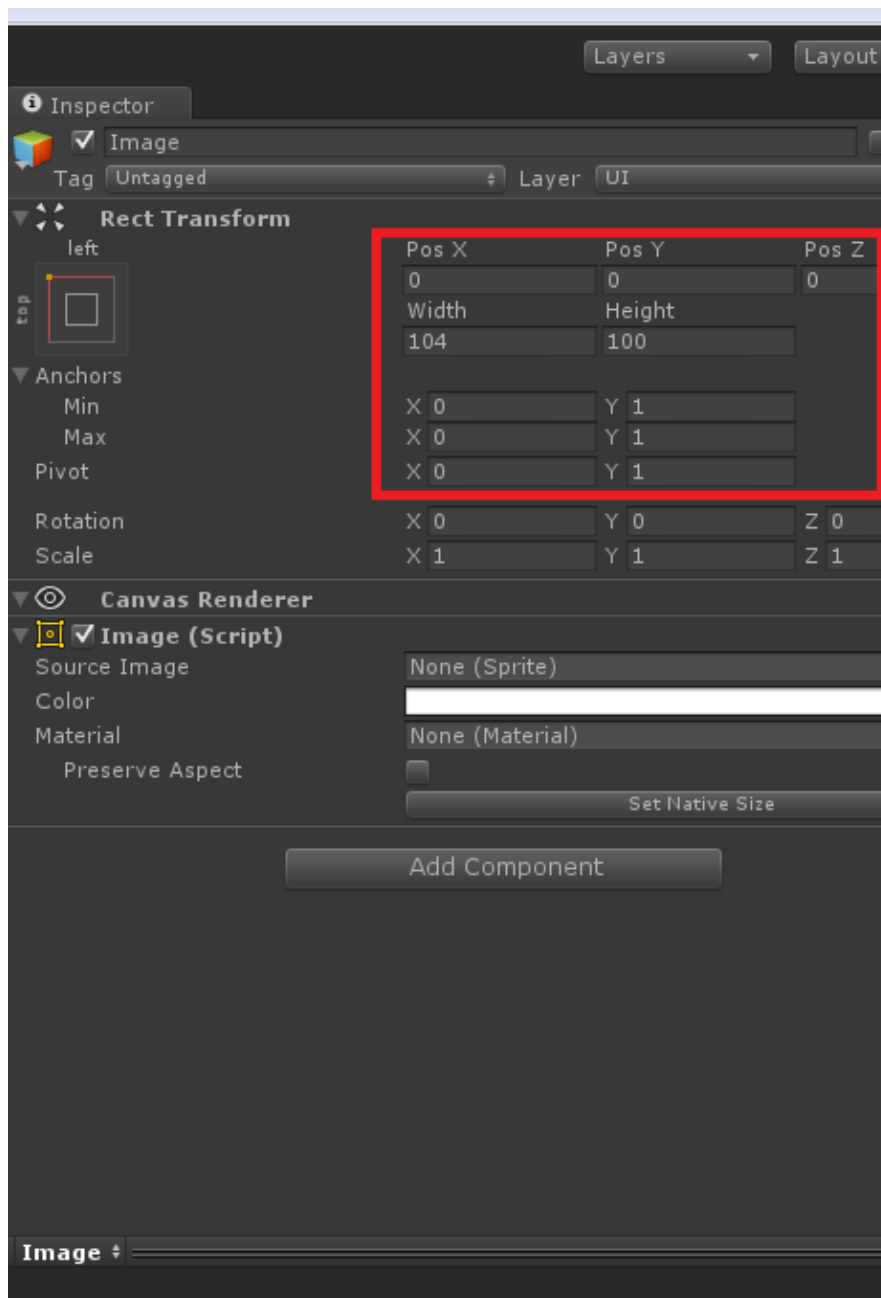 Layers Layout
Inspector
Image
Tag Untagged Layer UI
Rect Transform
left Pos X Pos Y Pos Z
top 0 0 0
Width Height
104 100
Anchors
Min X 0 Y 1
Max X 0 Y 1
Pivot X 0 Y 1
Rotation X 0 Y 0 Z 0
Scale X 1 Y 1 Z 1
Canvas Renderer
Image (Script)
Source Image None (Sprite)
Color
Material None (Material)
Preserve Aspect
Set Native Size
Add Component
Image